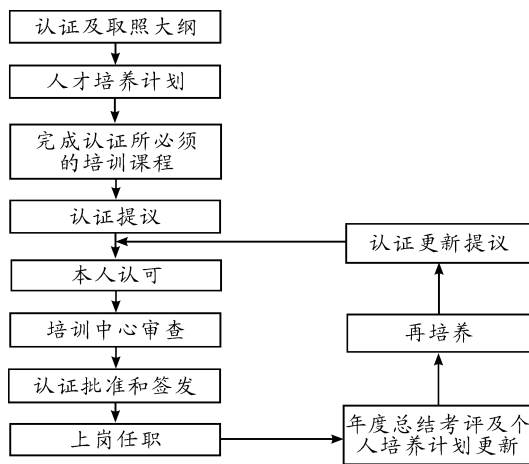 认证及取照大纲
人才培养计划
完成认证所必须
的培训课程
认证提议
本人认可
培训中心审查
认证批准和签发
上岗任职
认证更新提议
再培养
年度总结考评及个
人培养计划更新